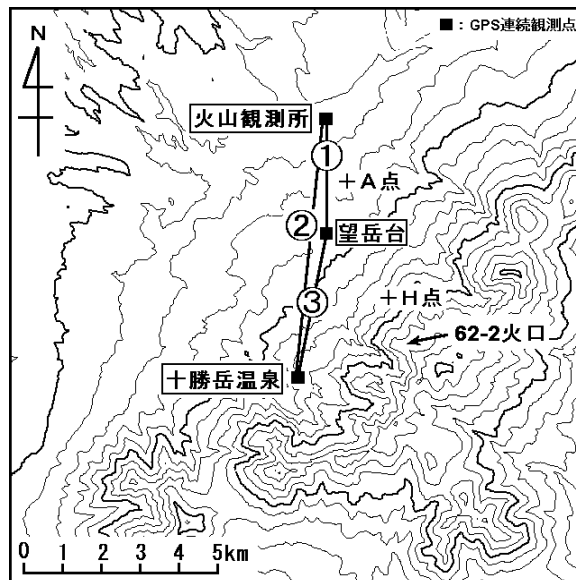 ■：GPS連続観測点
N
火山観測所
①
＋A点
②
望岳台
③
＋H点
62-2火口
十勝岳温泉
0 1 2 3 4 5km